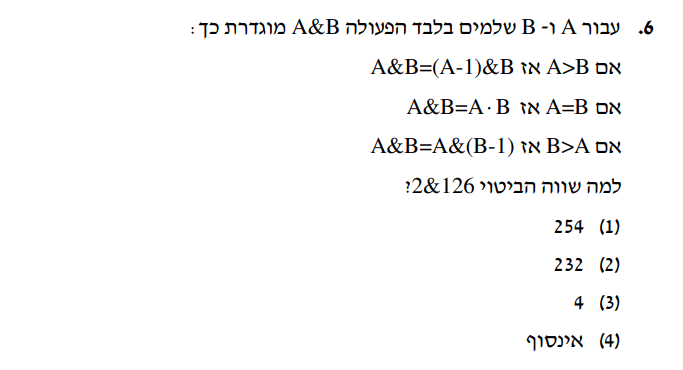 6. עבור A ו- B שלמים בלבד הפעולה A&B מוגדרת כך:
אם A>B אז A&B=(A-1)&B
אם A=B אז A&B=A·B
אם B>A אז A&B=A&(B-1)
למה שווה הביטוי 2&126?
(1) 254
(2) 232
(3) 4
(4) אינסוף